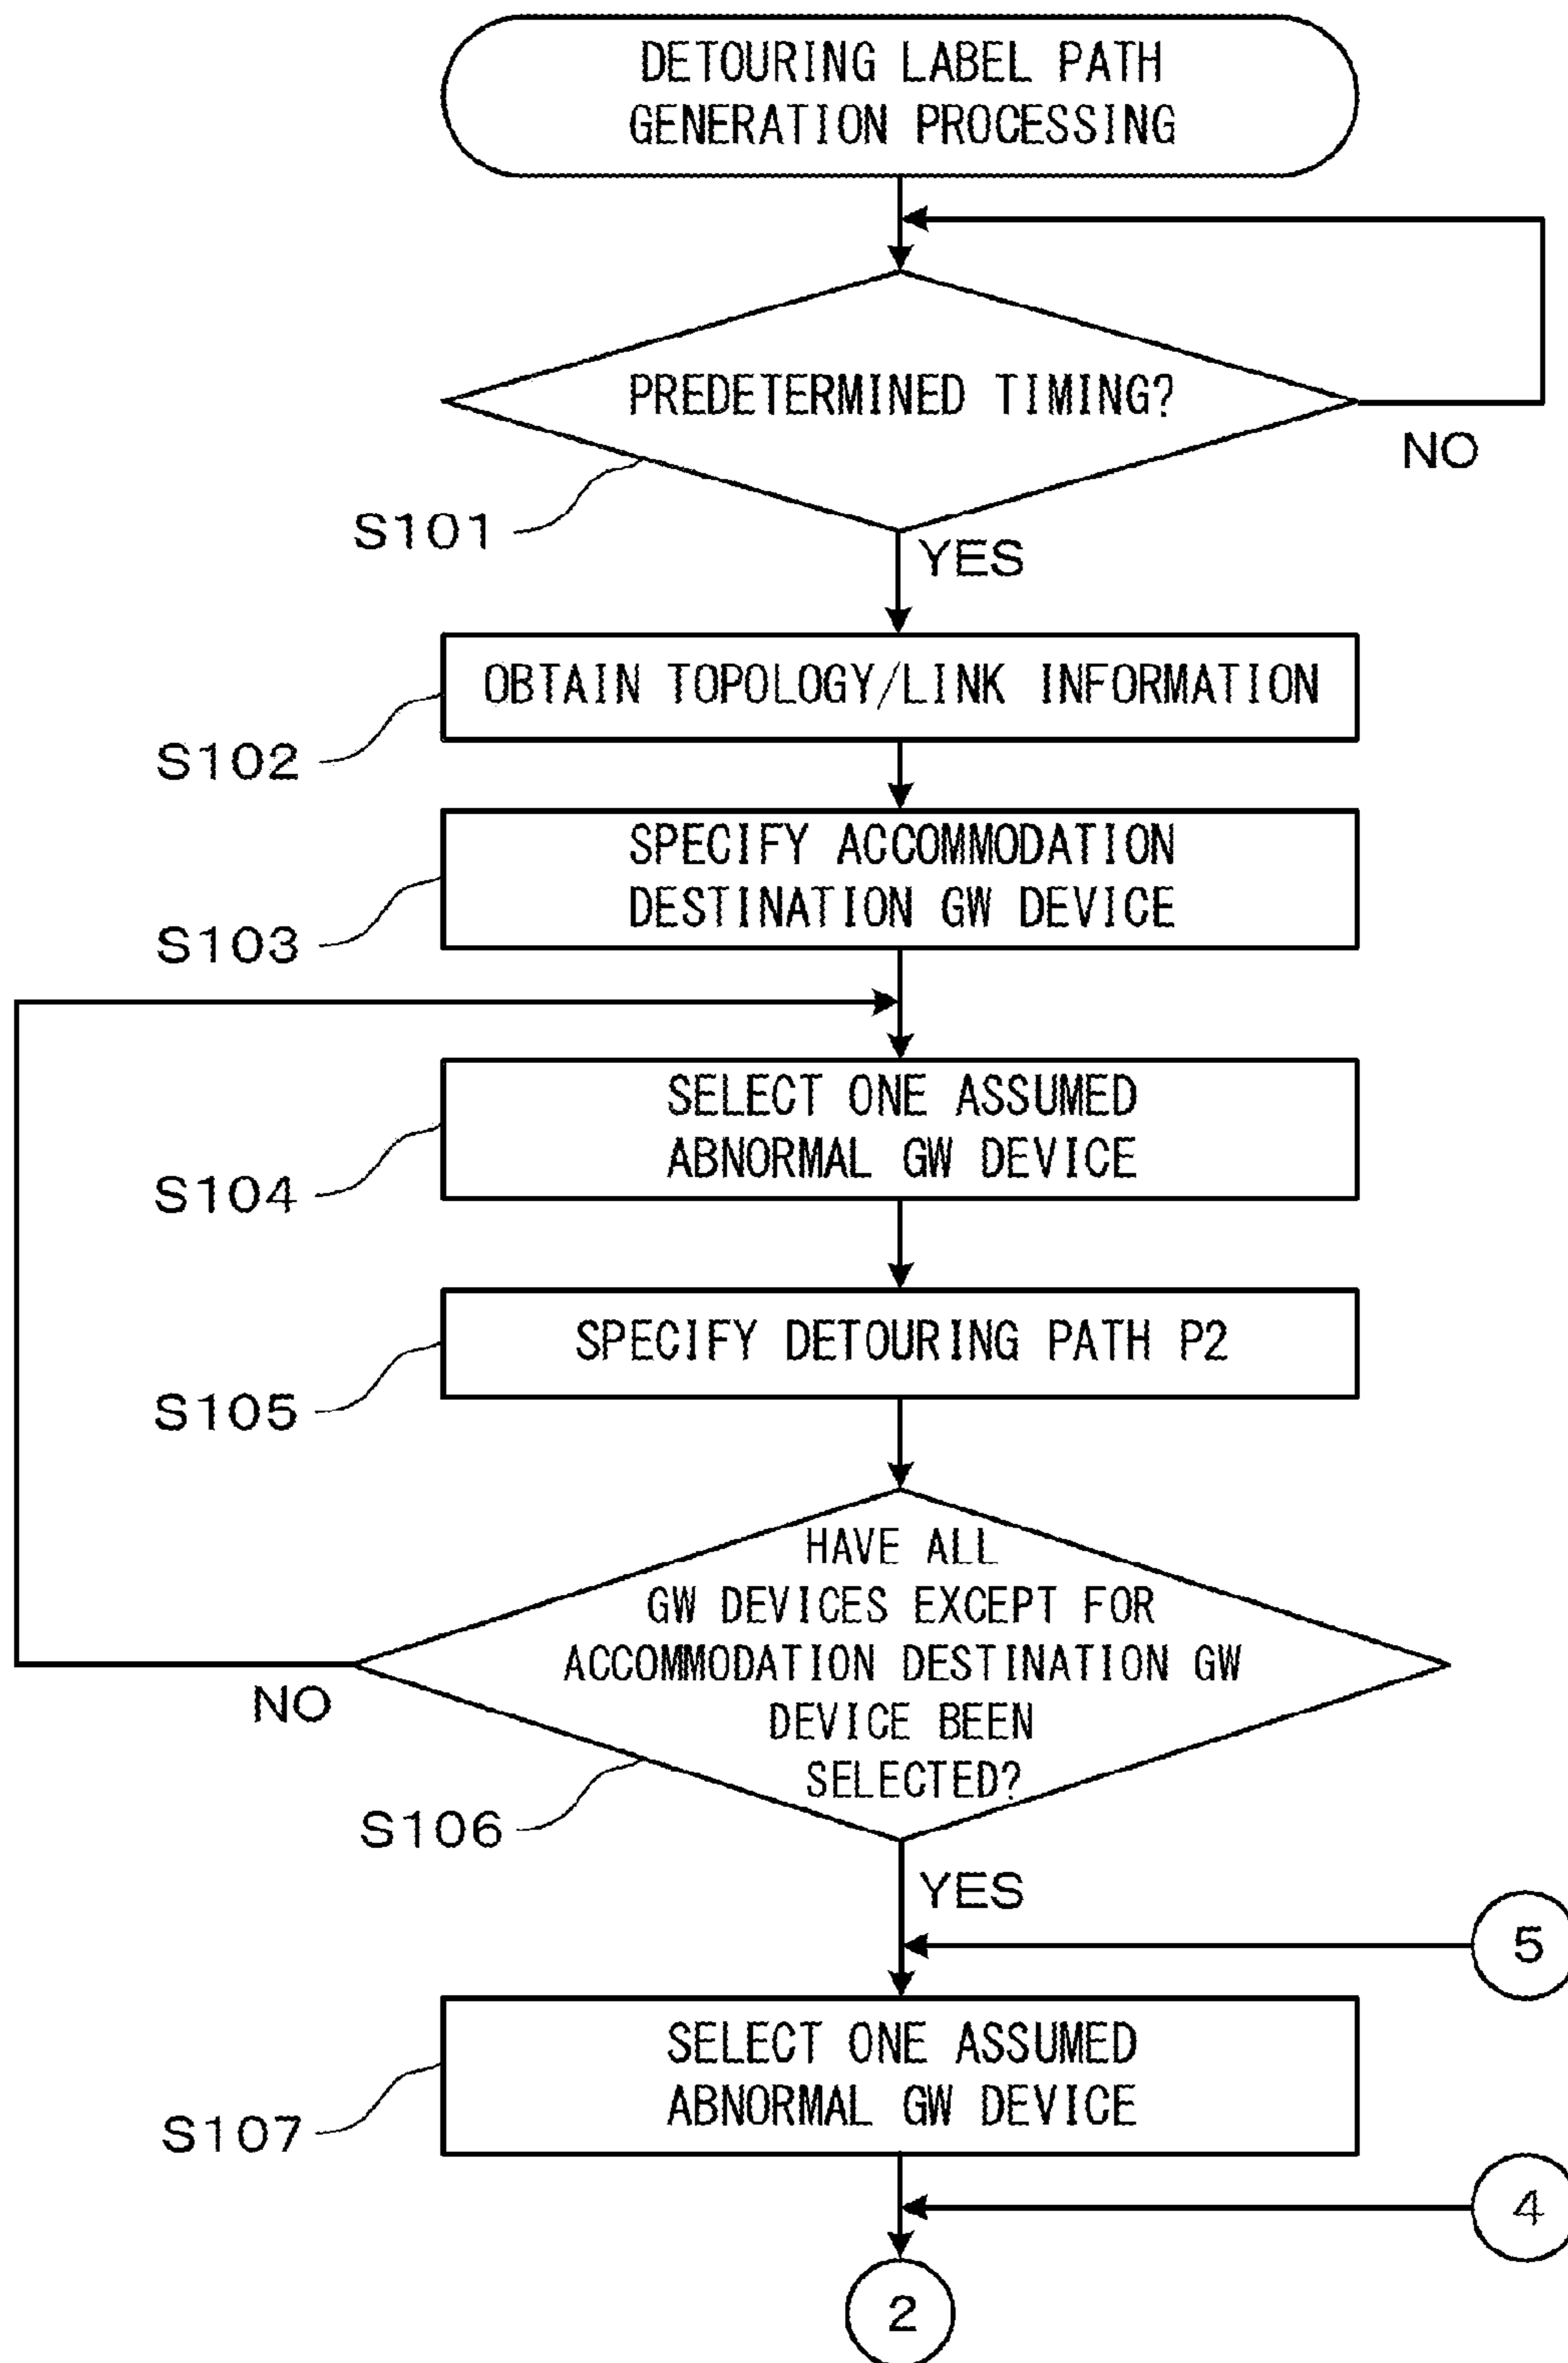 DETOURING LABEL PATH
GENERATION PROCESSING
PREDETERMINED TIMING?
NO
S101
YES
OBTAIN TOPOLOGY/LINK INFORMATION
S102
SPECIFY ACCOMMODATION
DESTINATION GW DEVICE
S103
SELECT ONE ASSUMED
ABNORMAL GW DEVICE
S104
SPECIFY DETOURING PATH P2
S105
HAVE ALL
GW DEVICES EXCEPT FOR
ACCOMMODATION DESTINATION GW
DEVICE BEEN
SELECTED?
NO
S106
YES
5
SELECT ONE ASSUMED
ABNORMAL GW DEVICE
S107
4
2